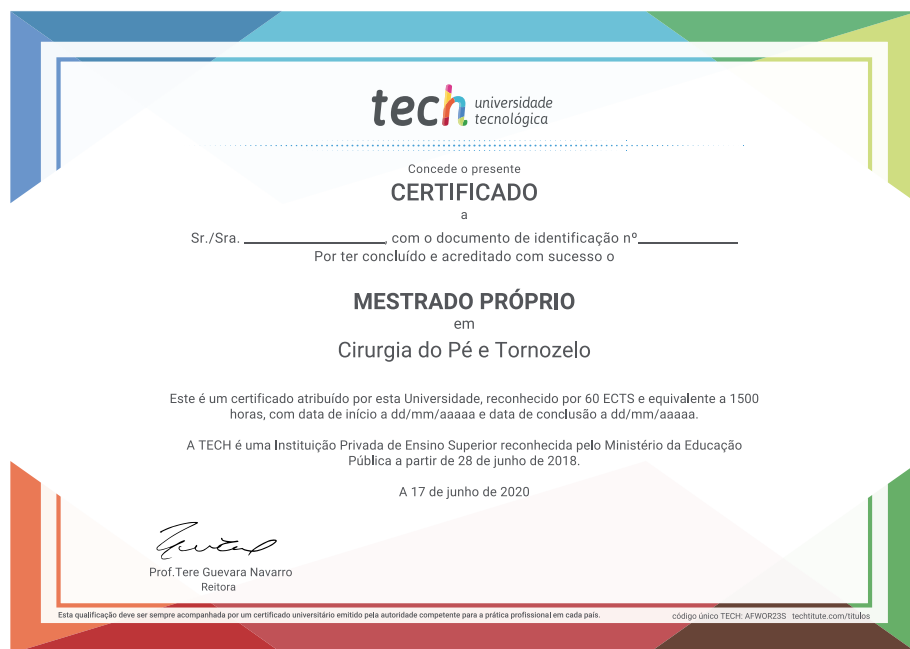 tech universidade
tecnológica
Concede o presente
CERTIFICADO
a
Sr./Sra. ________________, com o documento de identificação nº____________
Por ter concluído e acreditado com sucesso o
MESTRADO PRÓPRIO
em
Cirurgia do Pé e Tornozelo
Este é um certificado atribuído por esta Universidade, reconhecido por 60 ECTS e equivalente a 1500
horas, com data de início a dd/mm/aaaaa e data de conclusão a dd/mm/aaaaa.
A TECH é uma Instituição Privada de Ensino Superior reconhecida pelo Ministério da Educação
Pública a partir de 28 de junho de 2018.
A 17 de junho de 2020
Prof.Tere Guevara Navarro
Reitora
Esta qualificação deve ser sempre acompanhada por um certificado universitário emitido pela autoridade competente para a prática profissional em cada país.
código único TECH: AFWOR23S techtitute.com/titulos